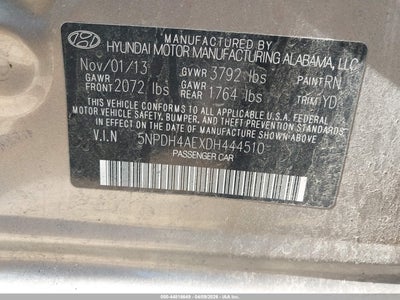 MANUFACTURED BY
HYUNDAI MOTOR MANUFACTURING ALABAMA, LLC
Nov/01/13 GVWR 3792 lbs PAINT RN
GAWR FRONT 2072 lbs GAWR REAR 1764 lbs TRIM YD
THIS VEHICLE CONFORMS TO ALL APPLICABLE U.S.A FEDERAL
MOTOR VEHICLE SAFETY, BUMPER, AND THEFT PREVENTION
STANDARDS IN EFFECT ON THE DATE OF MANUFACTURE SHOWN ABOVE.
V.I.N 5NPDH4AEXDH444510
PASSENGER CAR